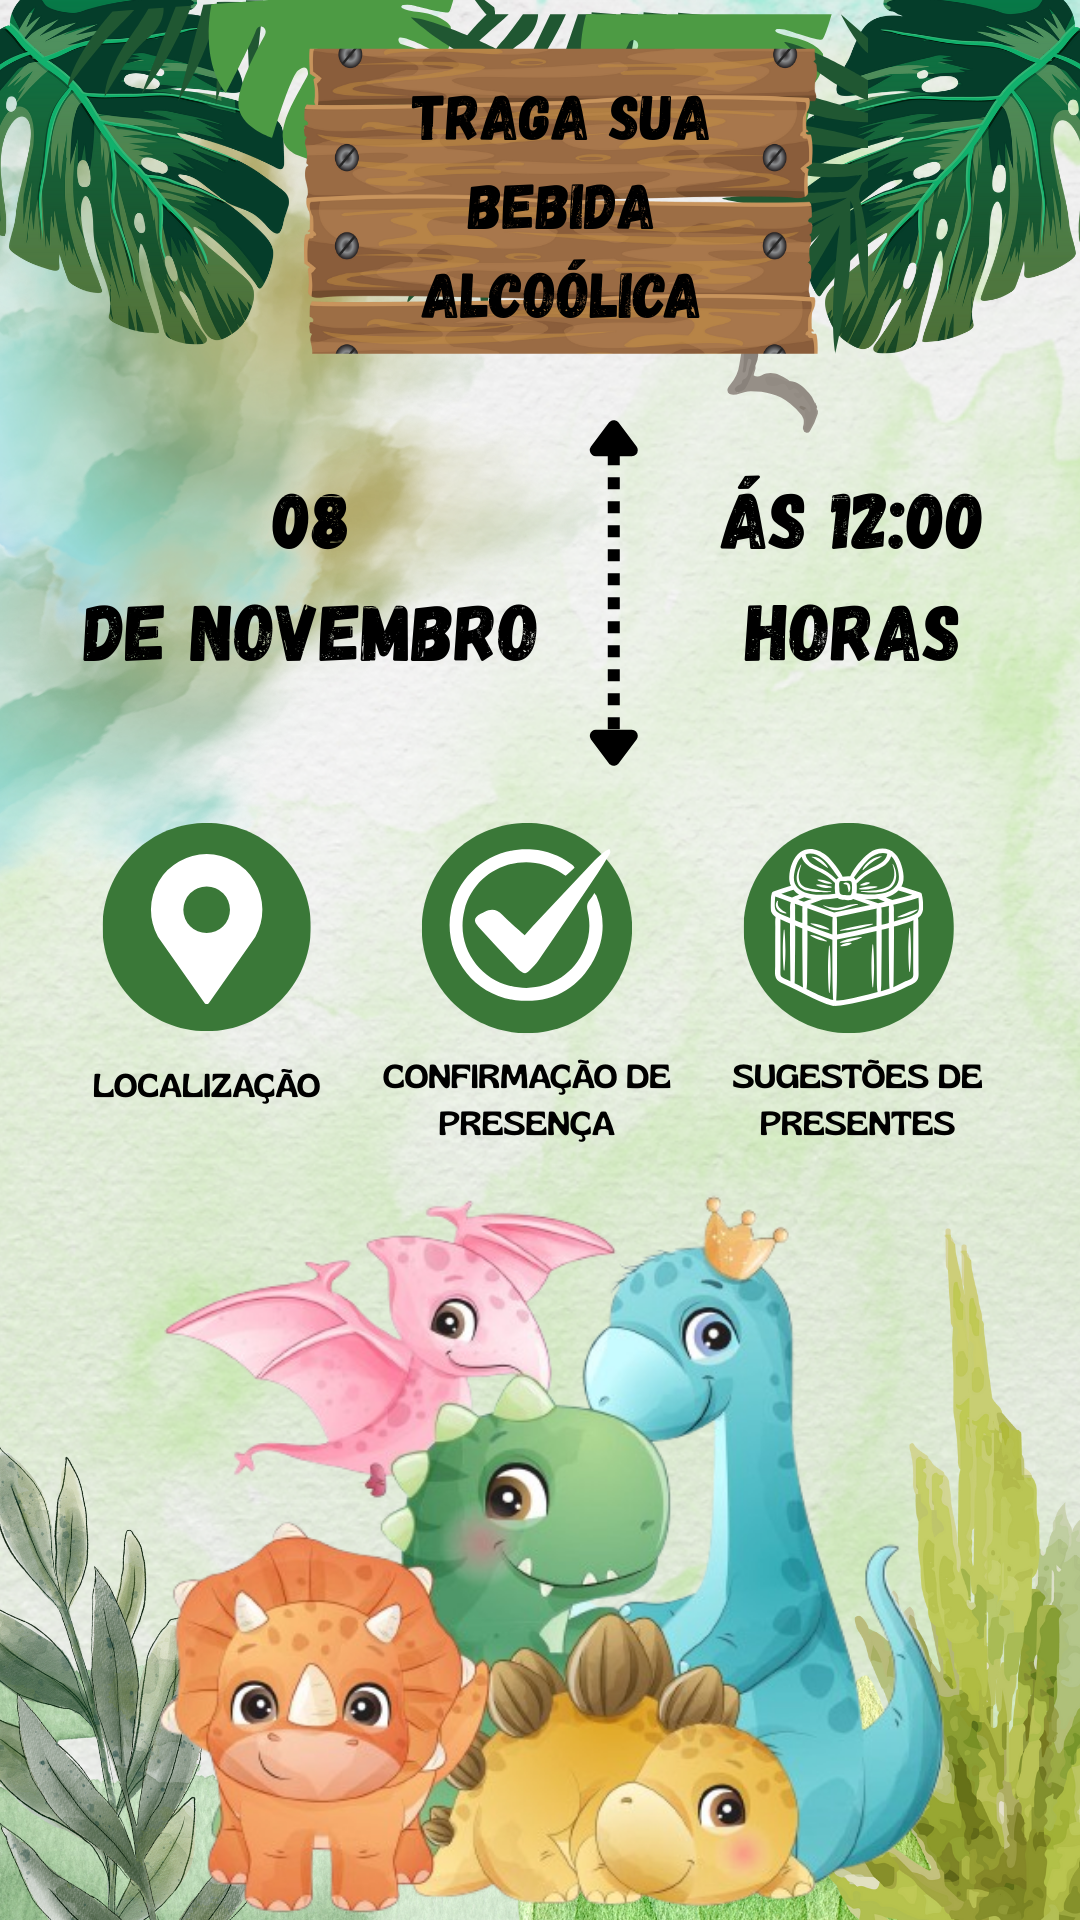 TRAGA SUA
BEBIDA
ALCOÓLICA
08
DE NOVEMBRO
ÁS 12:00
HORAS
LOCALIZAÇÃO
CONFIRMAÇÃO DE
PRESENÇA
SUGESTÕES DE
PRESENTES